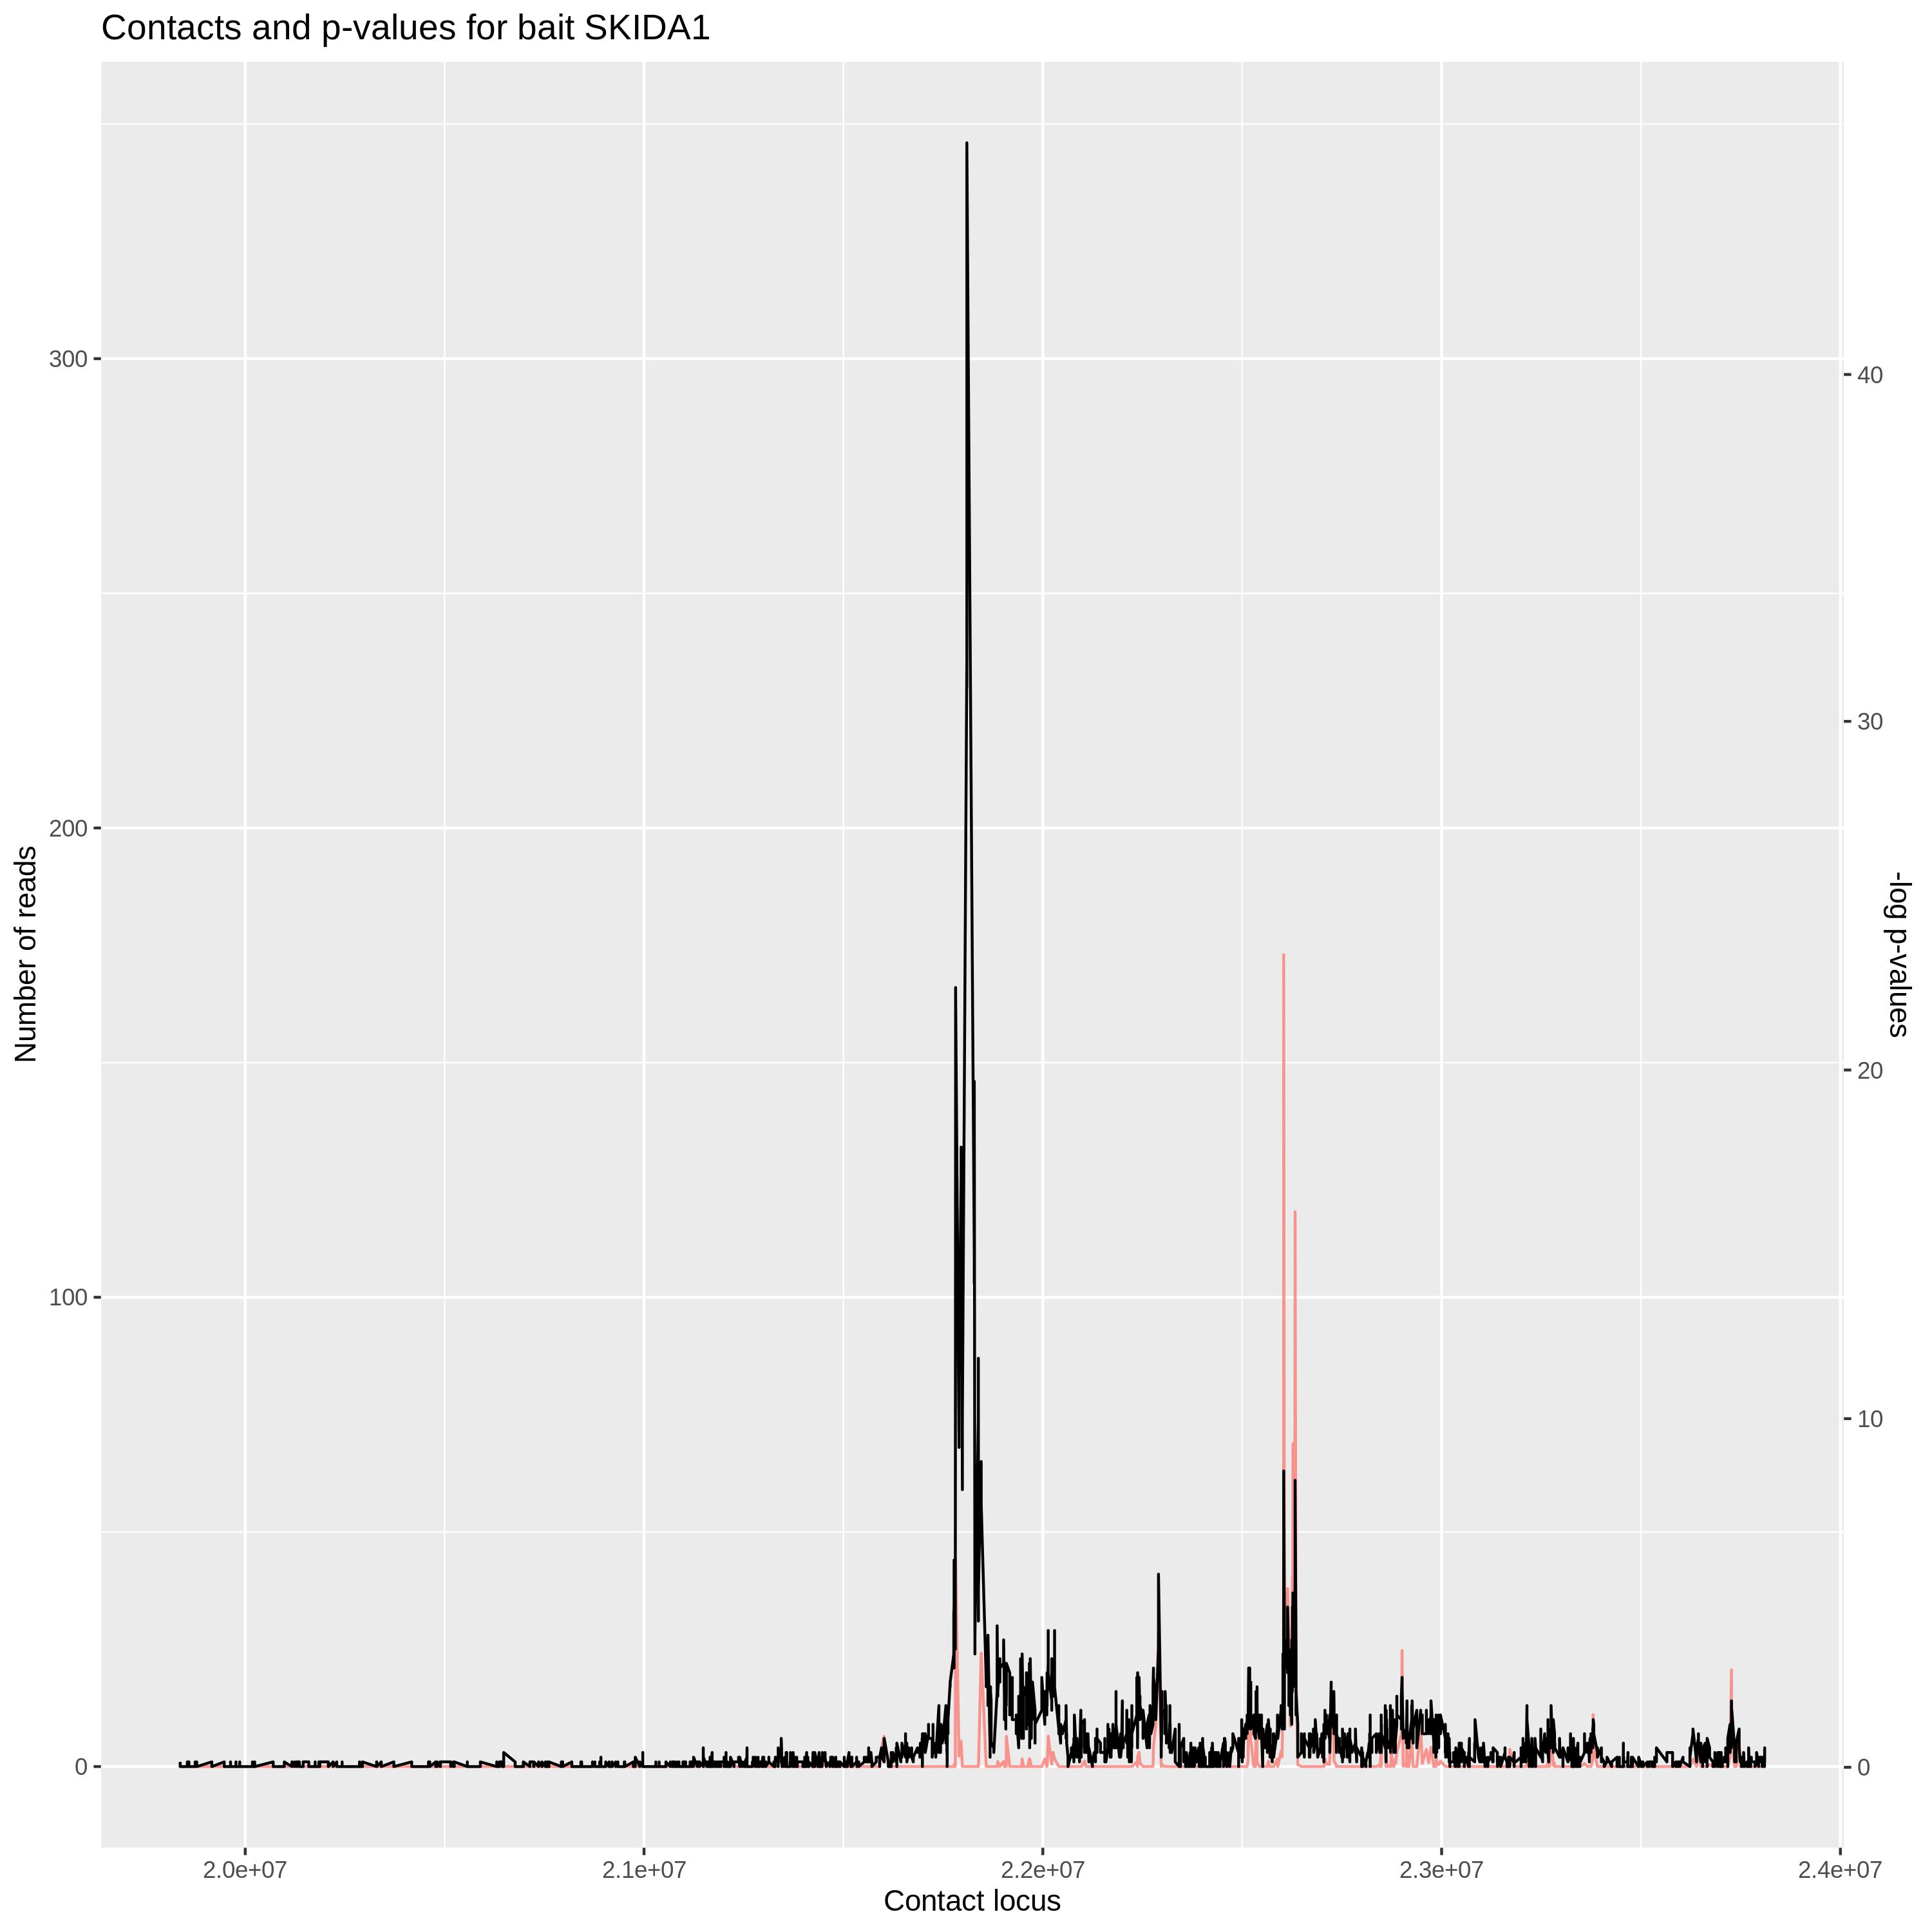 Contacts and p-values for bait SKIDA1
300
200
100
0
40
30
20
10
0
Number of reads
-log p-values
2.0e+07 2.1e+07 2.2e+07 2.3e+07 2.4e+07
Contact locus